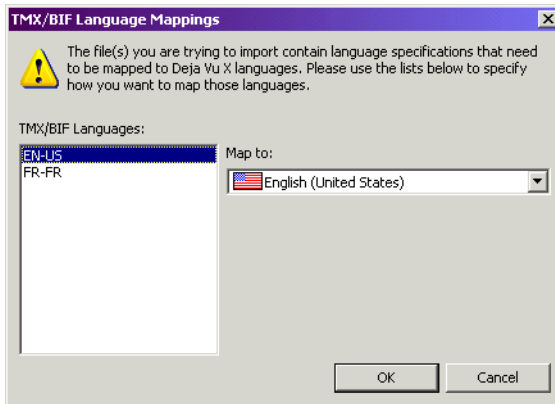 TMX/BIF Language Mappings
The file(s) you are trying to import contain language specifications that need
to be mapped to Deja Vu X languages. Please use the lists below to specify
how you want to map those languages.
TMX/BIF Languages:
EN-US
FR-FR
Map to:
English (United States)
OK
Cancel